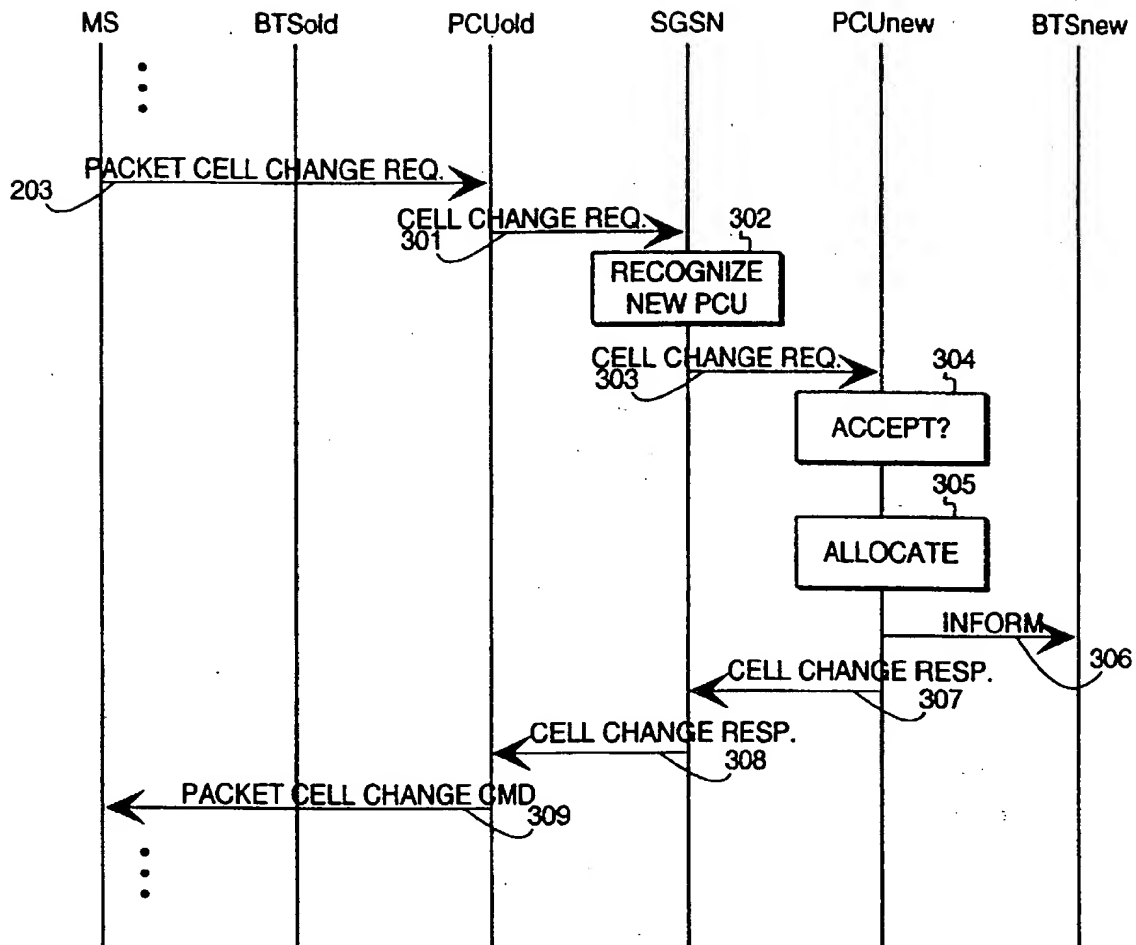 MS BTSold PCUold SGSN PCUnew BTSnew
PACKET CELL CHANGE REQ.
203
CELL CHANGE REQ.
301
302
RECOGNIZE
NEW PCU
CELL CHANGE REQ.
303
304
ACCEPT?
305
ALLOCATE
INFORM
306
CELL CHANGE RESP.
307
CELL CHANGE RESP.
308
PACKET CELL CHANGE CMD
309